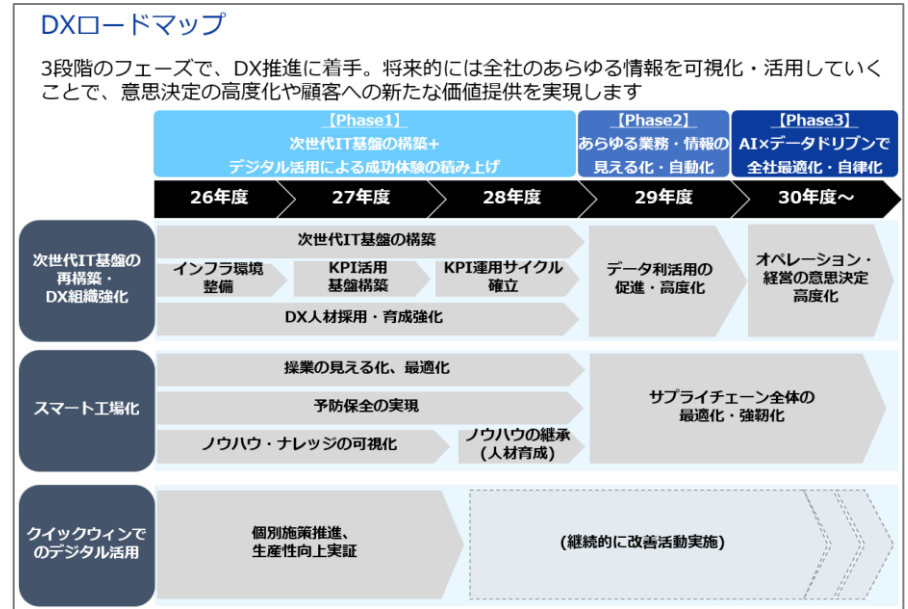 DXロードマップ
3段階のフェーズで、DX推進に着手。将来的には全社のあらゆる情報を可視化・活用していく
ことで、意思決定の高度化や顧客への新たな価値提供を実現します
【Phase1】
次世代IT基盤の構築+
デジタル活用による成功体験の積み上げ
【Phase2】
あらゆる業務・情報の
見える化・自動化
【Phase3】
AI×データドリブンで
全社最適化・自律化
26年度
27年度
28年度
29年度
30年度～
次世代IT基盤の
再構築・
DX組織強化
次世代IT基盤の構築
インフラ環境
整備
KPI活用
基盤構築
KPI運用サイクル
確立
DX人材採用・育成強化
データ利活用の
促進・高度化
オペレーション・
経営の意思決定
高度化
スマート工場化
操業の見える化、最適化
予防保全の実現
ノウハウ・ナレッジの可視化
ノウハウの継承
(人材育成)
サプライチェーン全体の
最適化・強靭化
クイックウィンで
のデジタル活用
個別施策推進、
生産性向上実証
(継続的に改善活動実施)